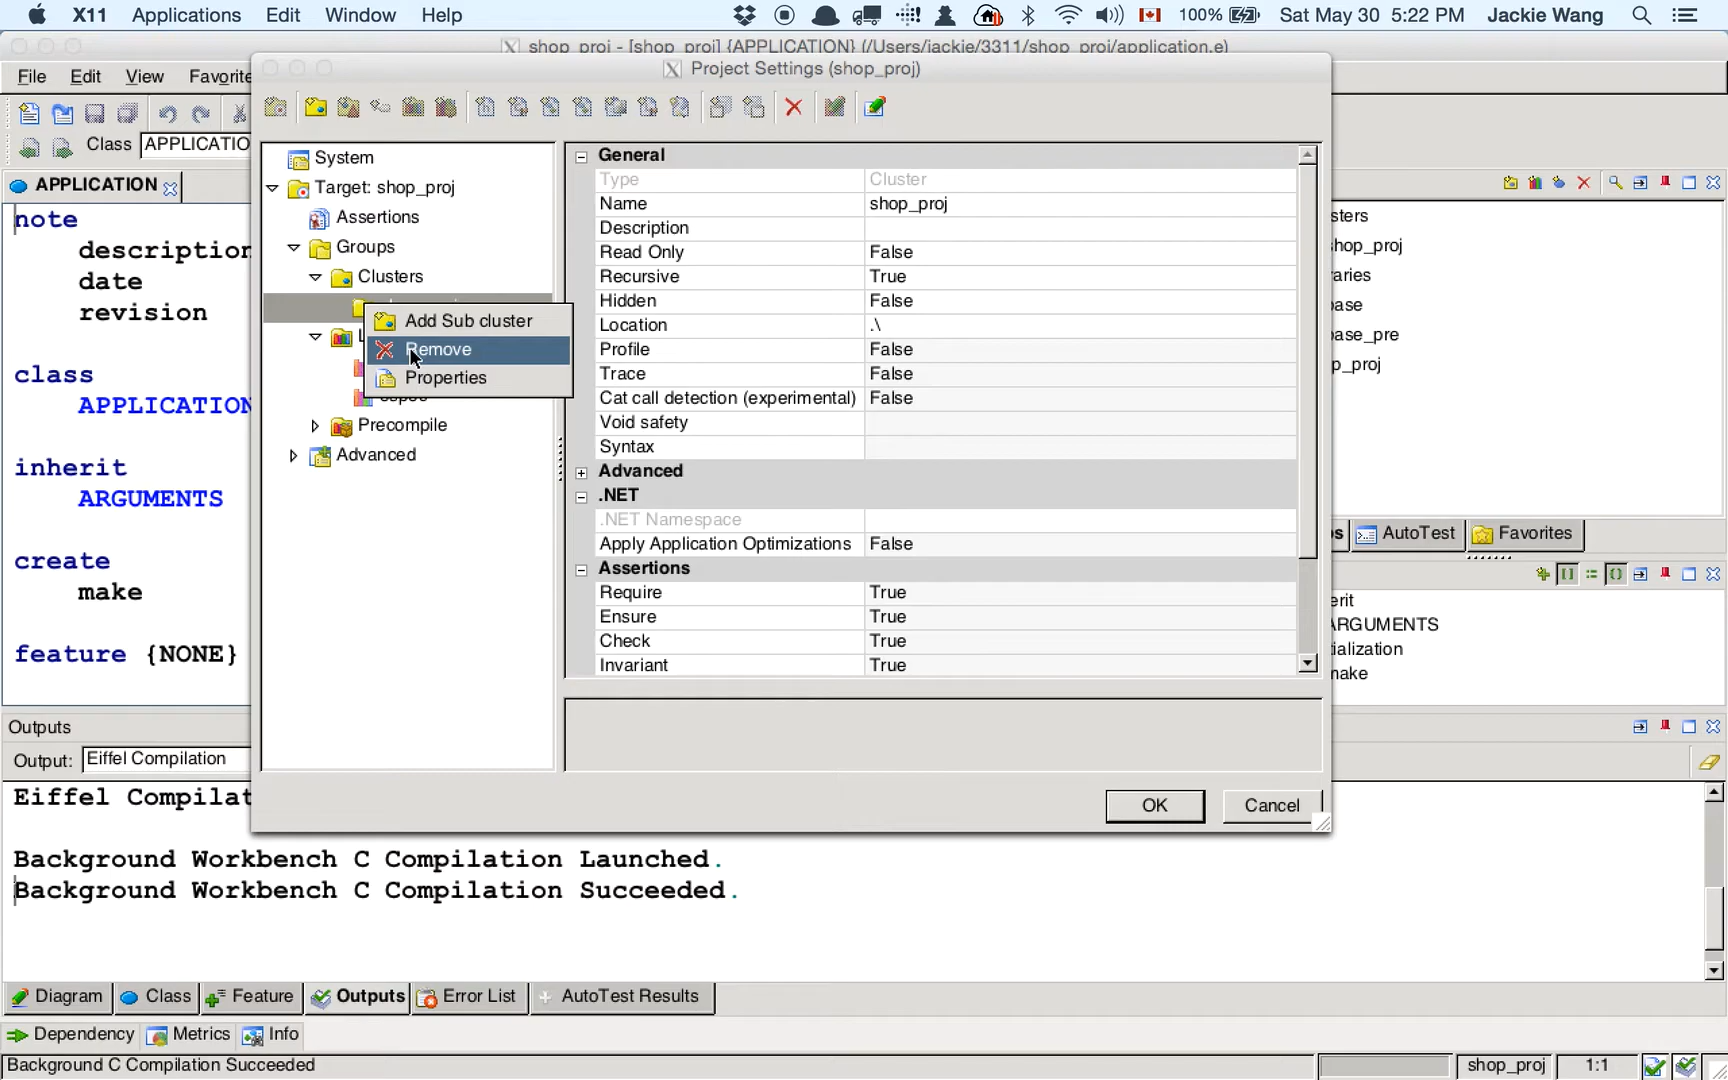 X11 Applications Edit Window Help 100% Sat May 30 5:22 PM Jackie Wang
shop_proj - [shop_proj] {APPLICATION} (/Users/jackie/3311/shop_proj/application.e)
File Edit View Favorite
Project Settings (shop_proj)
Class APPLICATIO
APPLICATION
note
description
date
revision
class
APPLICATION
inherit
ARGUMENTS
create
make
feature {NONE}
System
Target: shop_proj
Assertions
Groups
Clusters
Add Sub cluster
Remove
Properties
Precompile
Advanced
General
Type Cluster
Name shop_proj
Description
Read Only False
Recursive True
Hidden False
Location .\
Profile False
Trace False
Cat call detection (experimental) False
Void safety
Syntax
Advanced
.NET
.NET Namespace
Apply Application Optimizations False
Assertions
Require True
Ensure True
Check True
Invariant True
OK Cancel
sters
hop_proj
raries
base
base_pre
p_proj
s AutoTest Favorites
erit
ARGUMENTS
ialization
make
Outputs
Output: Eiffel Compilation
Eiffel Compilat
Background Workbench C Compilation Launched.
Background Workbench C Compilation Succeeded.
Diagram Class Feature Outputs Error List AutoTest Results
Dependency Metrics Info
Background C Compilation Succeeded shop_proj 1:1